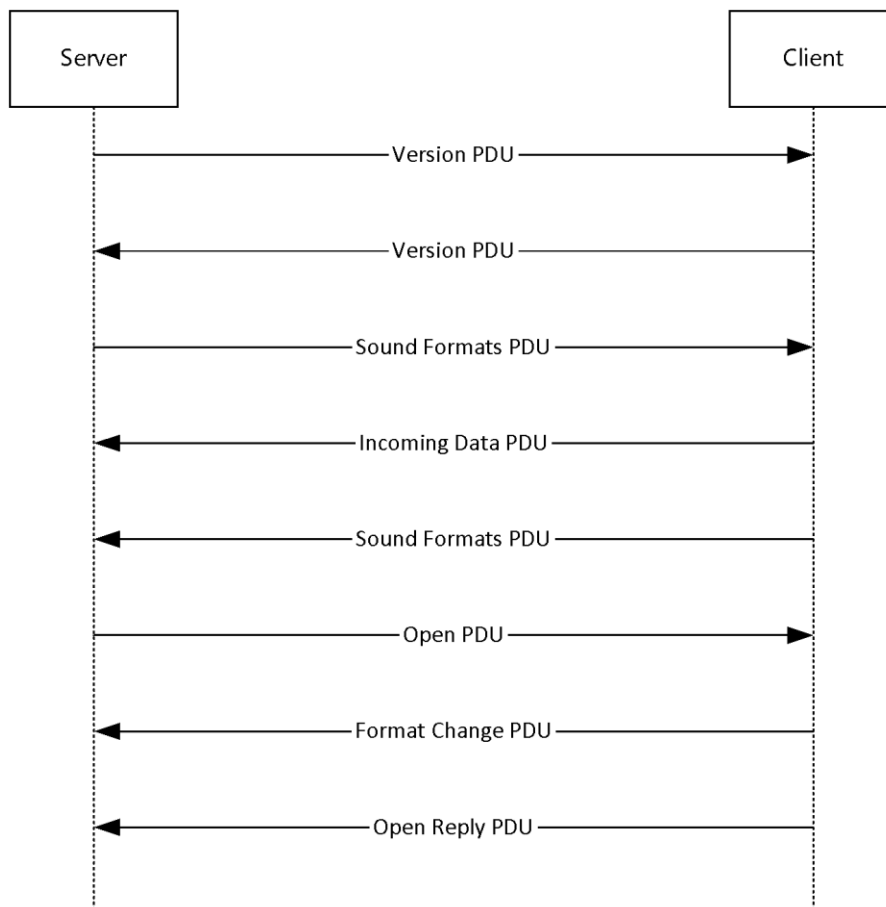 Server
Client
Version PDU
Version PDU
Sound Formats PDU
Incoming Data PDU
Sound Formats PDU
Open PDU
Format Change PDU
Open Reply PDU